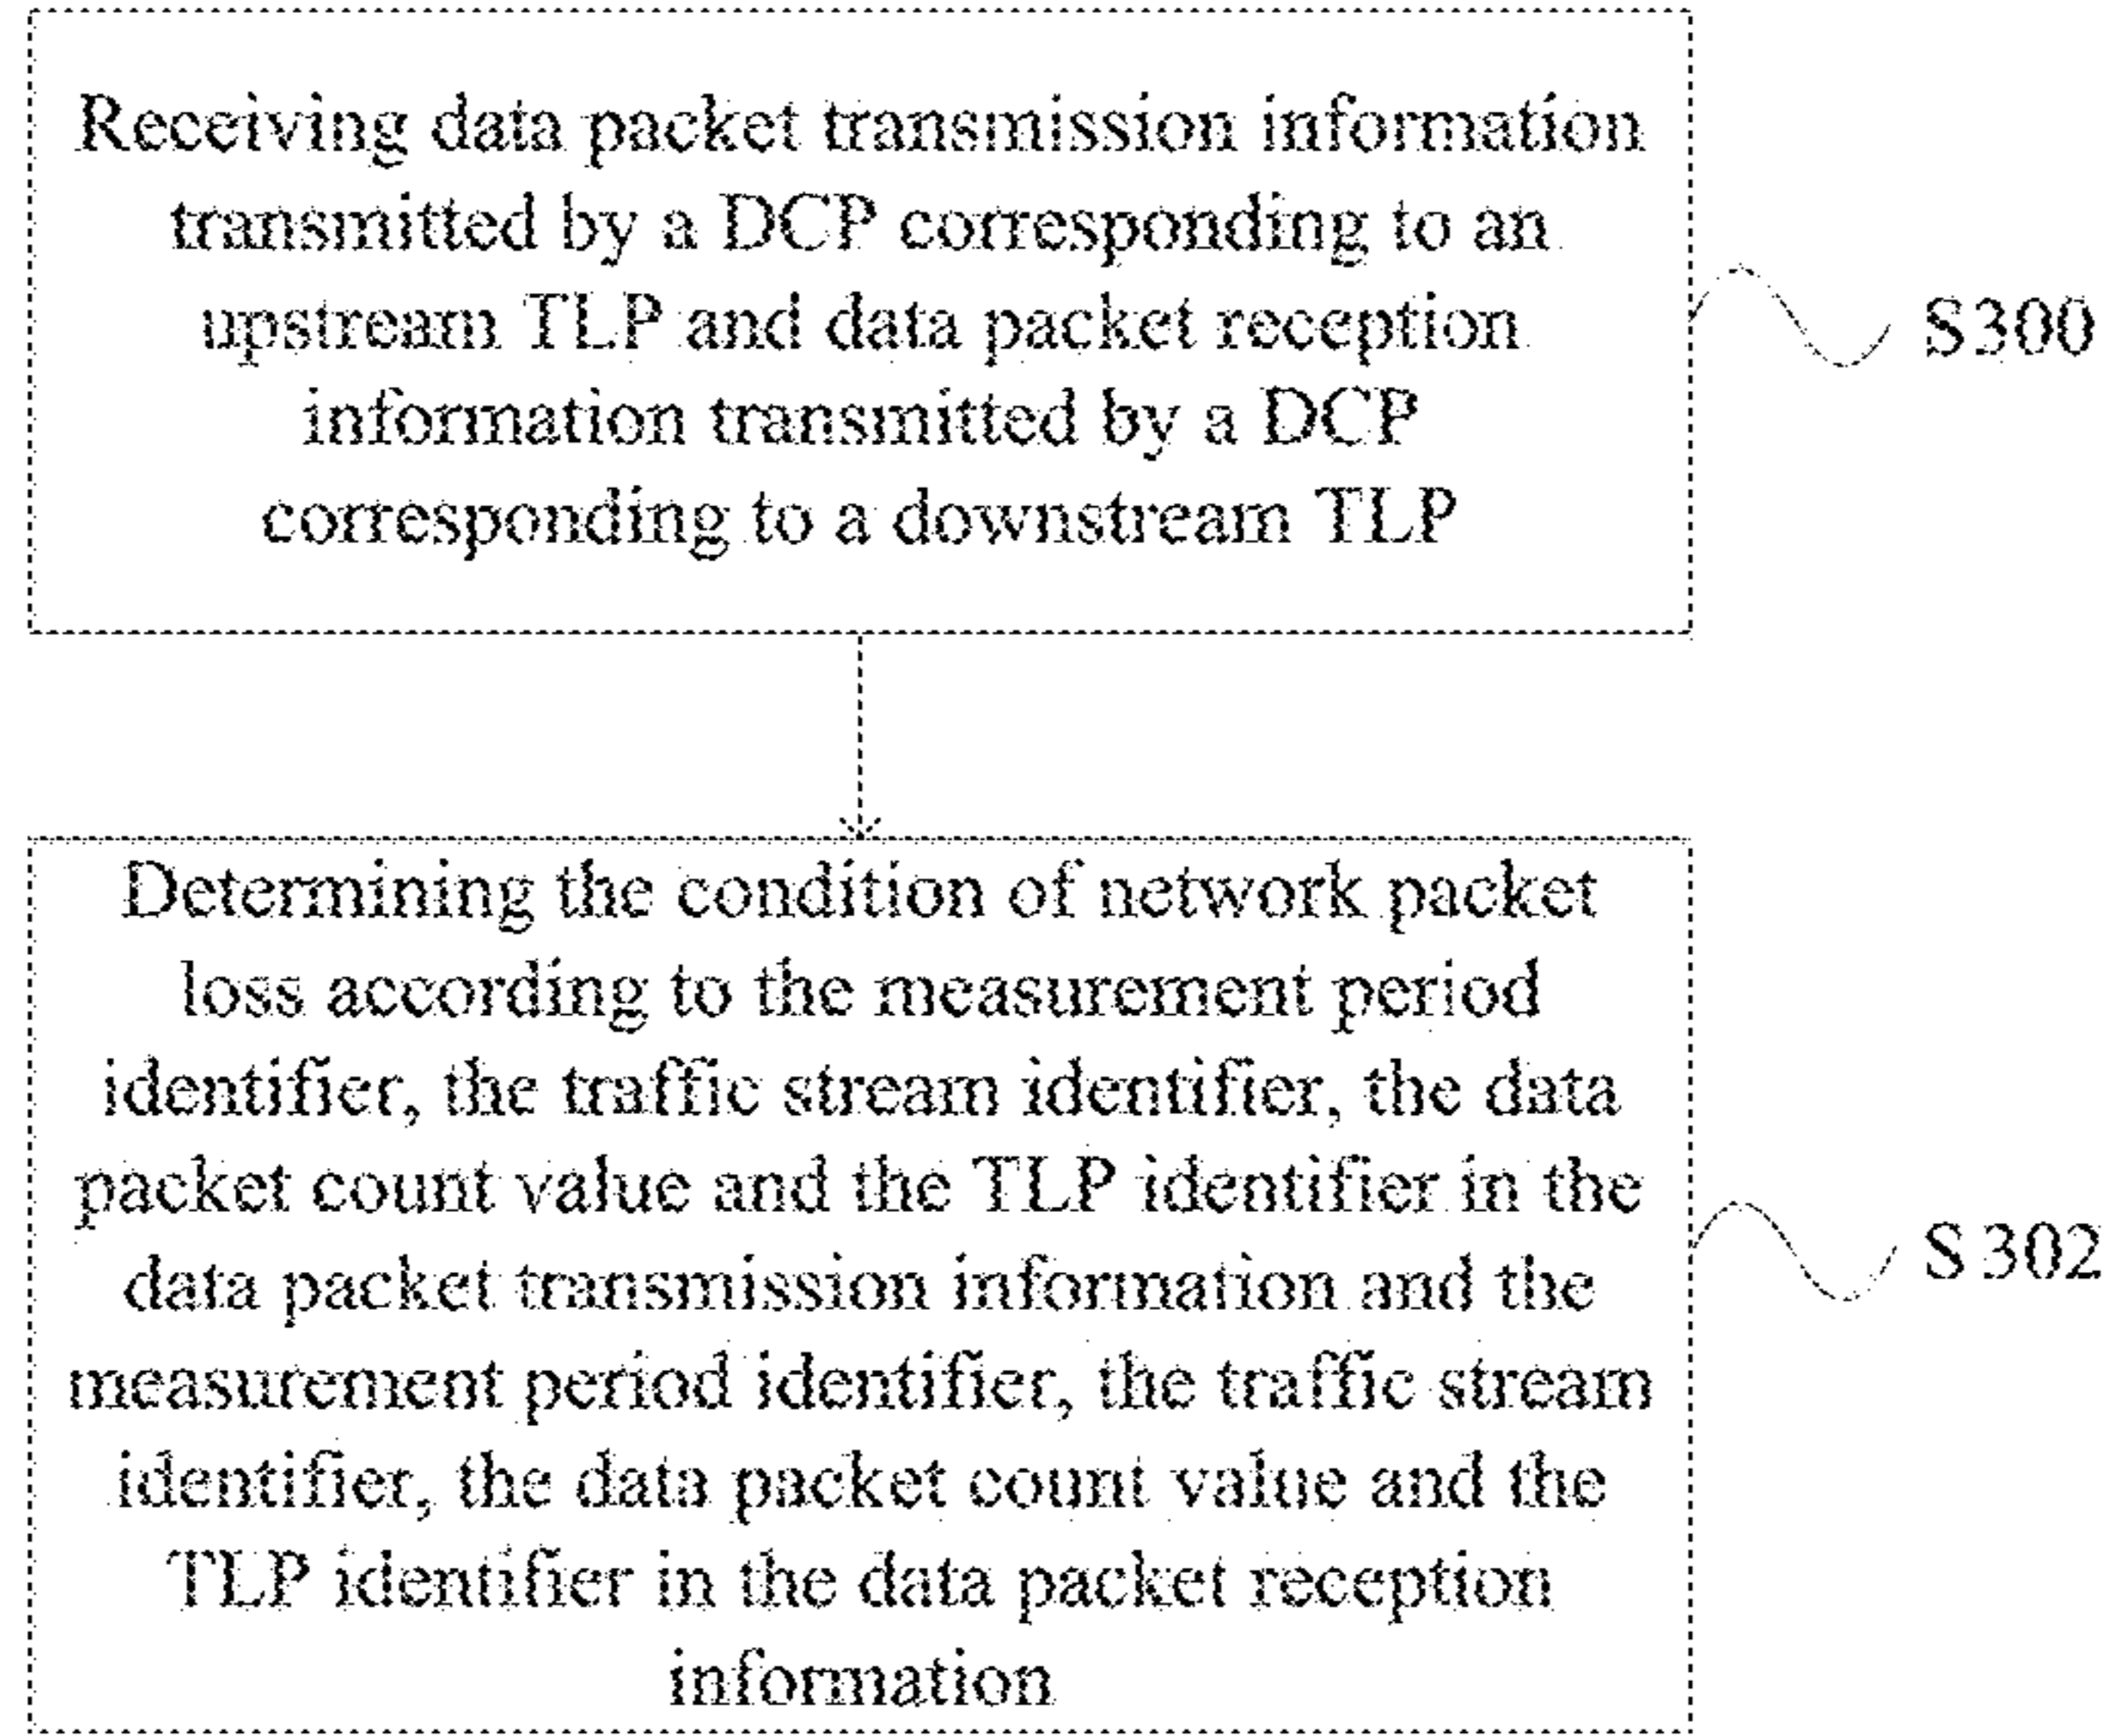 Receiving data packet transmission information
transmitted by a DCP corresponding to an
upstream TLP and data packet reception
information transmitted by a DCP
corresponding to a downstream TLP
S300
Determining the condition of network packet
loss according to the measurement period
identifier, the traffic stream identifier, the data
packet count value and the TLP identifier in the
data packet transmission information and the
measurement period identifier, the traffic stream
identifier, the data packet count value and the
TLP identifier in the data packet reception
information
S302